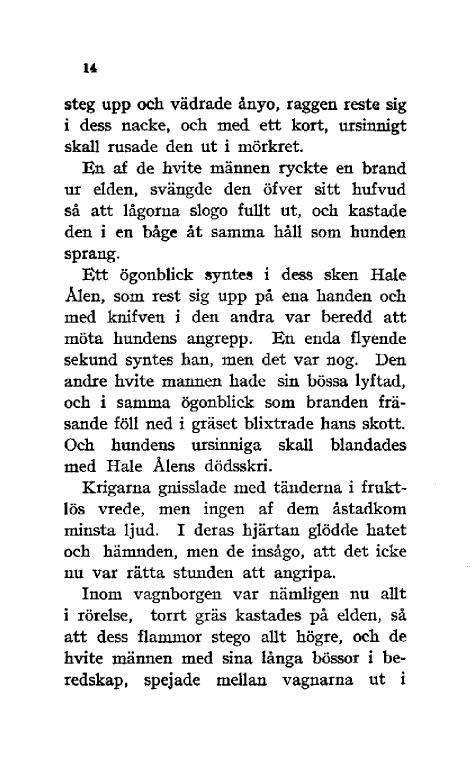 14
steg upp och vädrade ånyo, raggen reste sig
i dess nacke, och med ett kort, ursinnigt
skall rusade den ut i mörkret.
En af de hvite männen ryckte en brand
ur elden, svängde den öfver sitt hufvud
så att lågorna slogo fullt ut, och kastade
den i en båge åt samma håll som hunden
sprang.
Ett ögonblick syntes i dess sken Hale
Ålen, som rest sig upp på ena handen och
med knifven i den andra var beredd att
möta hundens angrepp. En enda flyende
sekund syntes han, men det var nog. Den
andre hvite mannen hade sin bössa lyftad,
och i samma ögonblick som branden frä-
sande föll ned i gräset blixtrade hans skott.
Och hundens ursinniga skall blandades
med Hale Ålens dödsskri.
Krigarna gnisslade med tänderna i frukt-
lös vrede, men ingen af dem åstadkom
minsta ljud. I deras hjärtan glödde hatet
och hämnden, men de insågo, att det icke
nu var rätta stunden att angripa.
Inom vagnborgen var nämligen nu allt
i rörelse, torrt gräs kastades på elden, så
att dess flammor stego allt högre, och de
hvite männen med sina långa bössor i be-
redskap, spejade mellan vagnarna ut i